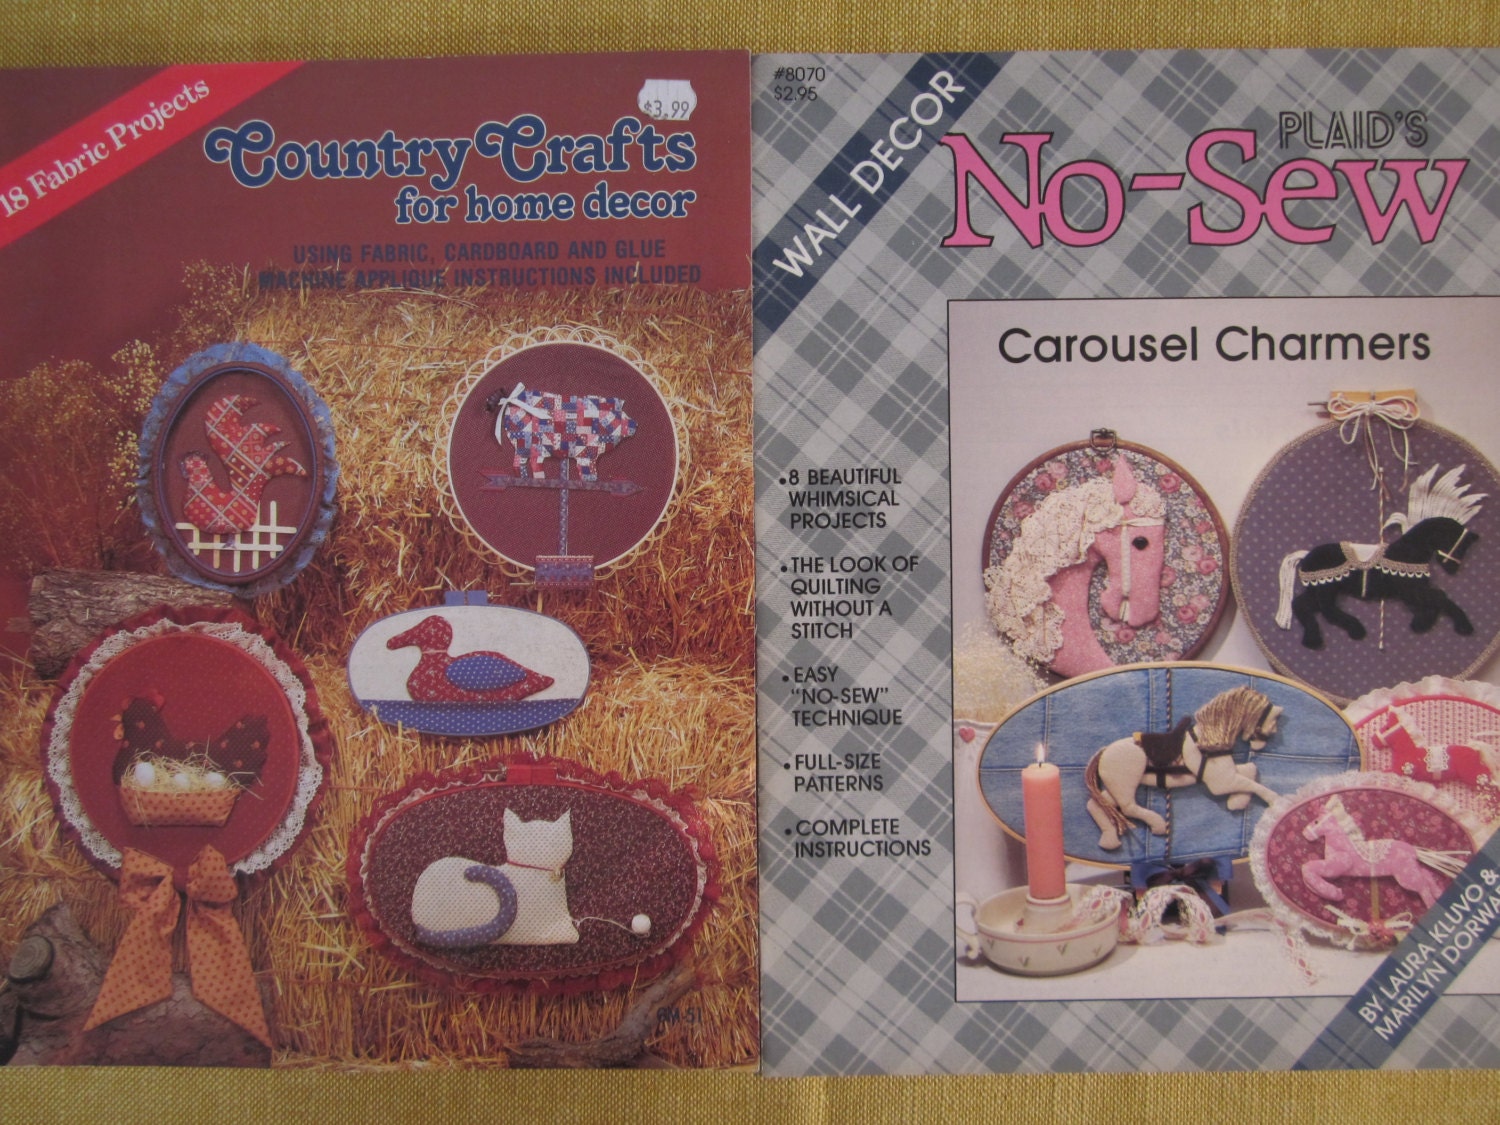 18 Fabric Projects
$3.99
Country Crafts
for home decor
USING FABRIC, CARDBOARD AND GLUE
MACHINE APPLIQUE INSTRUCTIONS INCLUDED
#8070
$2.95
WALL DECOR
PLAID'S
No-Sew
Carousel Charmers
•8 BEAUTIFUL
WHIMSICAL
PROJECTS
•THE LOOK OF
QUILTING
WITHOUT A
STITCH
•EASY
"NO-SEW"
TECHNIQUE
•FULL-SIZE
PATTERNS
•COMPLETE
INSTRUCTIONS
BY LAURA KLUVO &
MARILYN DORWA